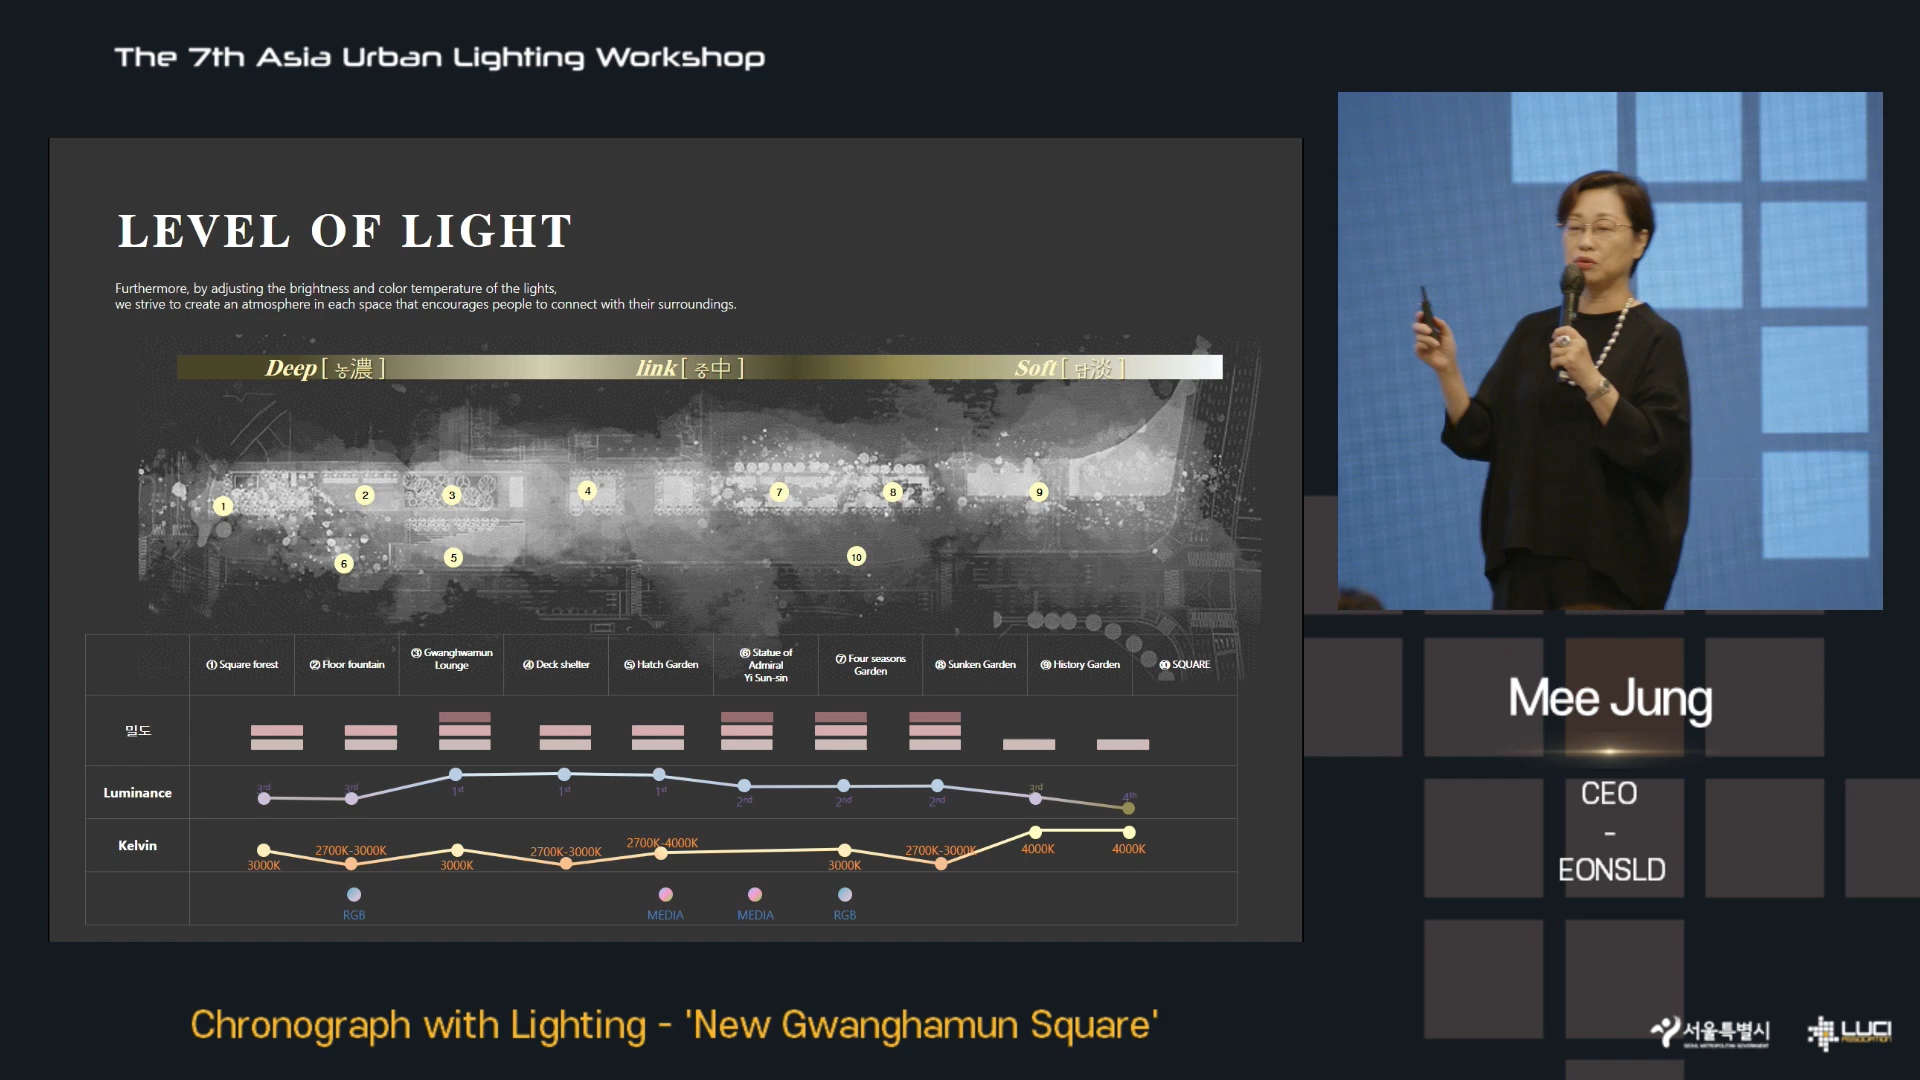 The 7th Asia Urban Lighting Workshop
LEVEL OF LIGHT
Furthermore, by adjusting the brightness and color temperature of the lights,
we strive to create an atmosphere in each space that encourages people to connect with their surroundings.
Deep [ 농濃 ]
link [ 중中 ]
Soft [ 담淡 ]
1
2
3
4
7
8
9
6
5
10
① Square forest
② Floor fountain
③ Gwanghwamun
Lounge
④ Deck shelter
⑤ Hatch Garden
⑥ Statue of
Admiral
Yi Sun-sin
⑦ Four seasons
Garden
⑧ Sunken Garden
⑨ History Garden
⑩ SQUARE
밀도
Luminance
3rd
3rd
1st
1st
1st
2nd
2nd
2nd
3rd
4th
Kelvin
3000K
2700K-3000K
3000K
2700K-3000K
2700K-4000K
3000K
2700K-3000K
4000K
4000K
RGB
MEDIA
MEDIA
RGB
Mee Jung
CEO
-
EONSLD
Chronograph with Lighting - 'New Gwanghamun Square'
서울특별시
SEOUL METROPOLITAN GOVERNMENT
LUCI
ASSOCIATION